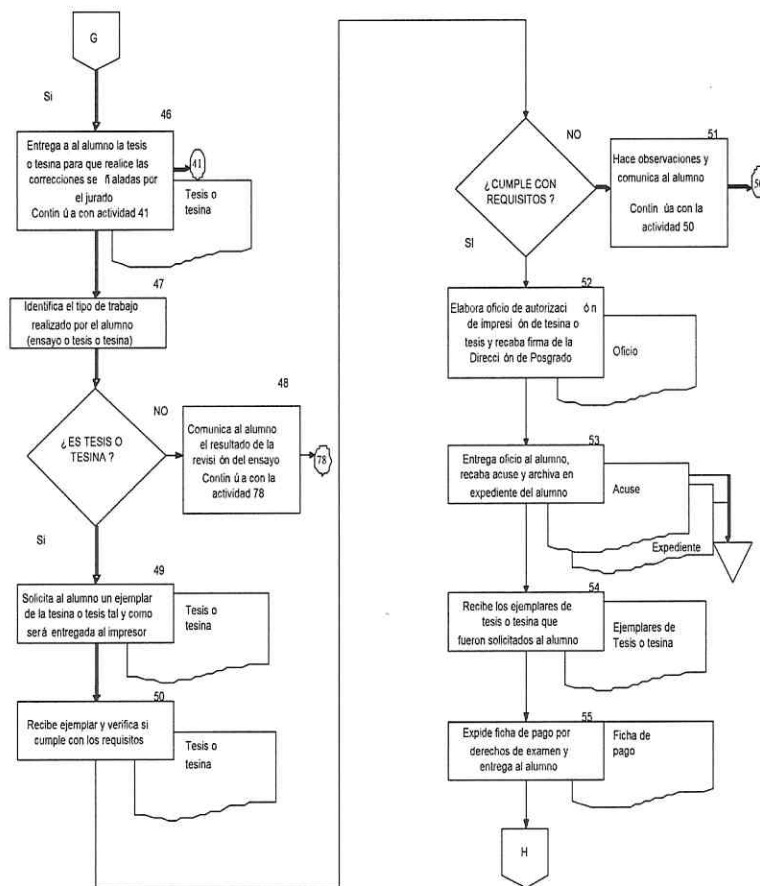 G
Si
46
Entrega a al alumno la tesis
o tesina para que realice las
correcciones se ñ aladas por
el jurado
Contin ú a con actividad 41
41
Tesis o
tesina
47
Identifica el tipo de trabajo
realizado por el alumno
(ensayo o tesis o tesina)
¿ES TESIS O
TESINA ?
NO
48
Comunica al alumno
el resultado de la
revisi ón del ensayo
Contin ú a con la
actividad 78
78
Si
49
Solicita al alumno un ejemplar
de la tesina o tesis tal y como
será entregada al impresor
Tesis o
tesina
50
Recibe ejemplar y verifica si
cumple con los requisitos
Tesis o
tesina
¿CUMPLE CON
REQUISITOS ?
NO
51
Hace observaciones y
comunica al alumno
Contin úa con la
actividad 50
SI
52
Elabora oficio de autorizaci ó n
de impresi ón de tesina o
tesis y recaba firma de la
Direcci ón de Posgrado
Oficio
53
Entrega oficio al alumno,
recaba acuse y archiva en
expediente del alumno
Acuse
Expediente
54
Recibe los ejemplares de
tesis o tesina que
fueron solicitados al alumno
Ejemplares de
Tesis o tesina
55
Expide ficha de pago por
derechos de examen y
entrega al alumno
Ficha de
pago
H